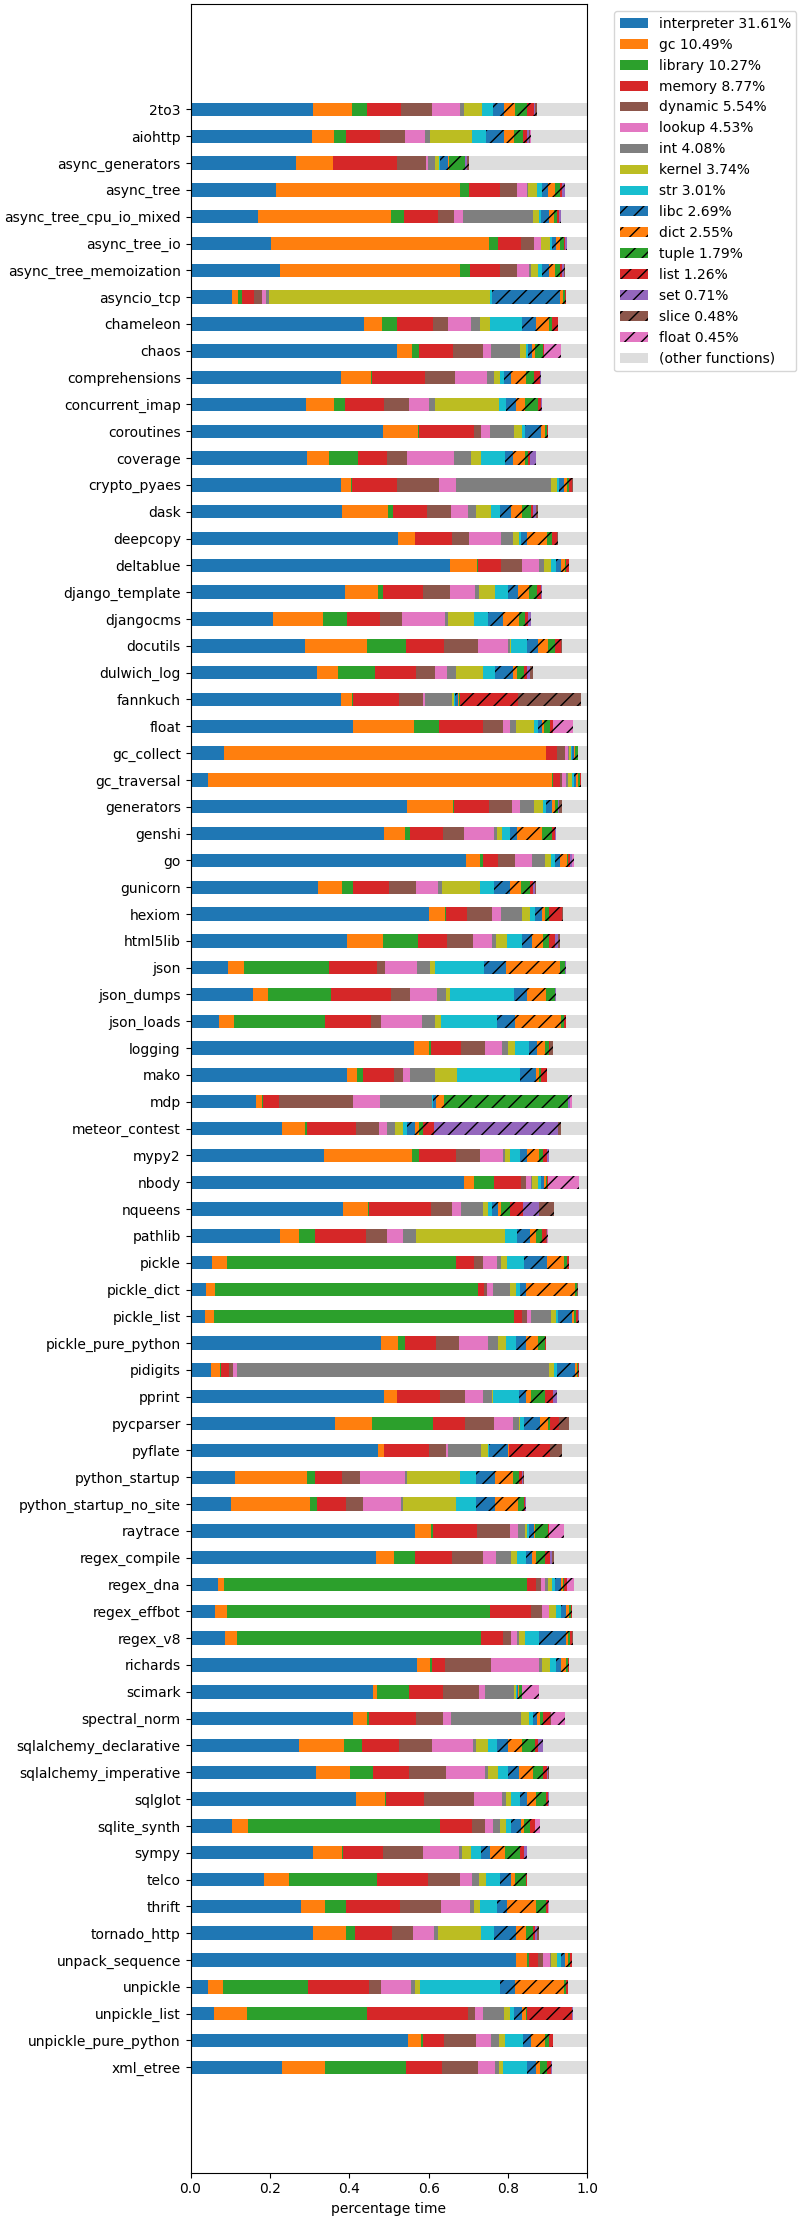 interpreter 31.61%
gc 10.49%
library 10.27%
memory 8.77%
dynamic 5.54%
lookup 4.53%
int 4.08%
kernel 3.74%
str 3.01%
libc 2.69%
dict 2.55%
tuple 1.79%
list 1.26%
set 0.71%
slice 0.48%
float 0.45%
(other functions)
2to3
aiohttp
async_generators
async_tree
async_tree_cpu_io_mixed
async_tree_io
async_tree_memoization
asyncio_tcp
chameleon
chaos
comprehensions
concurrent_imap
coroutines
coverage
crypto_pyaes
dask
deepcopy
deltablue
django_template
djangocms
docutils
dulwich_log
fannkuch
float
gc_collect
gc_traversal
generators
genshi
go
gunicorn
hexiom
html5lib
json
json_dumps
json_loads
logging
mako
mdp
meteor_contest
mypy2
nbody
nqueens
pathlib
pickle
pickle_dict
pickle_list
pickle_pure_python
pidigits
pprint
pycparser
pyflate
python_startup
python_startup_no_site
raytrace
regex_compile
regex_dna
regex_effbot
regex_v8
richards
scimark
spectral_norm
sqlalchemy_declarative
sqlalchemy_imperative
sqlglot
sqlite_synth
sympy
telco
thrift
tornado_http
unpack_sequence
unpickle
unpickle_list
unpickle_pure_python
xml_etree
0.0 0.2 0.4 0.6 0.8 1.0
percentage time